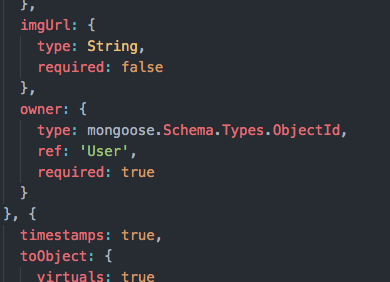 },
imgUrl: {
type: String,
required: false
},
owner: {
type: mongoose.Schema.Types.ObjectId,
ref: 'User',
required: true
}
}, {
timestamps: true,
toObject: {
virtuals: true